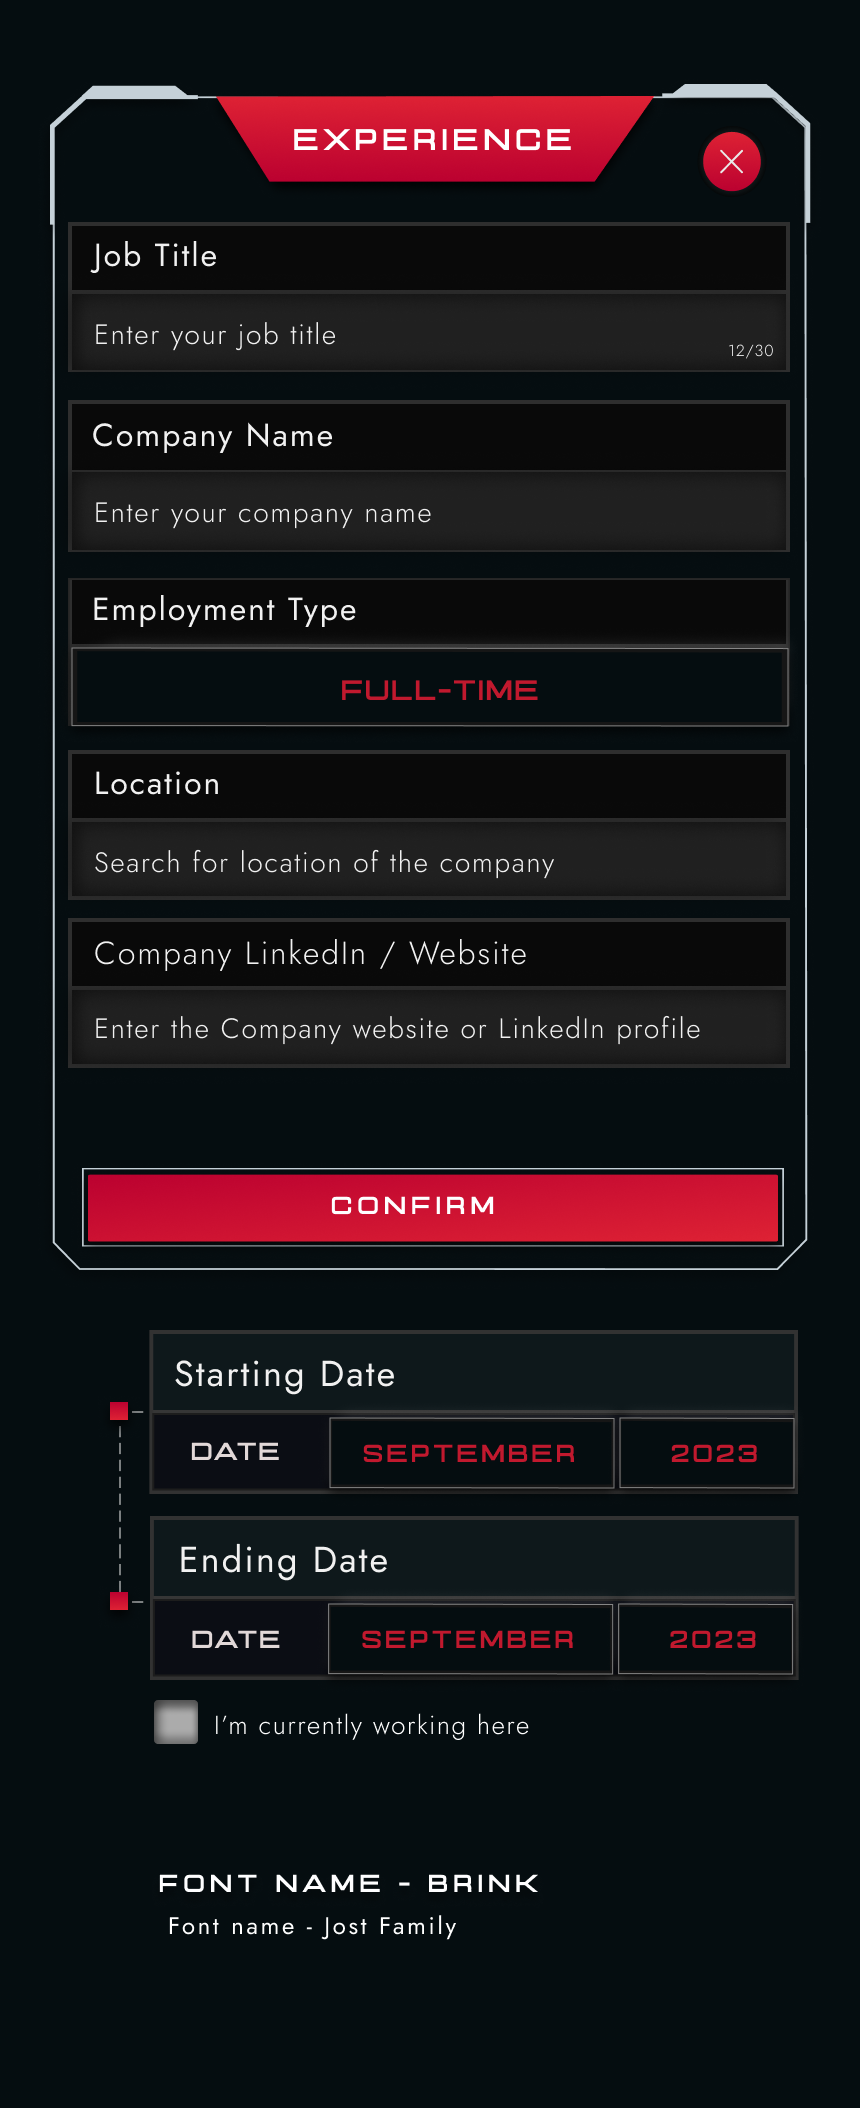 EXPERIENCE
Job Title
Enter your job title
12/30
Company Name
Enter your company name
Employment Type
FULL-TIME
Location
Search for location of the company
Company LinkedIn / Website
Enter the Company website or LinkedIn profile
CONFIRM
Starting Date
DATE SEPTEMBER 2023
Ending Date
DATE SEPTEMBER 2023
I'm currently working here
FONT NAME - BRINK
Font name - Jost Family